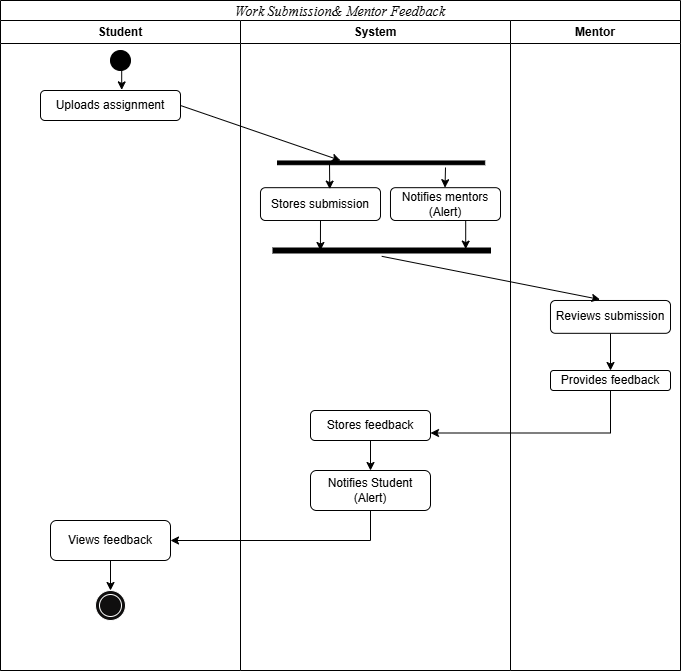 Work Submission& Mentor Feedback
Student
System
Mentor
Uploads assignment
Stores submission
Notifies mentors
(Alert)
Reviews submission
Provides feedback
Stores feedback
Notifies Student
(Alert)
Views feedback